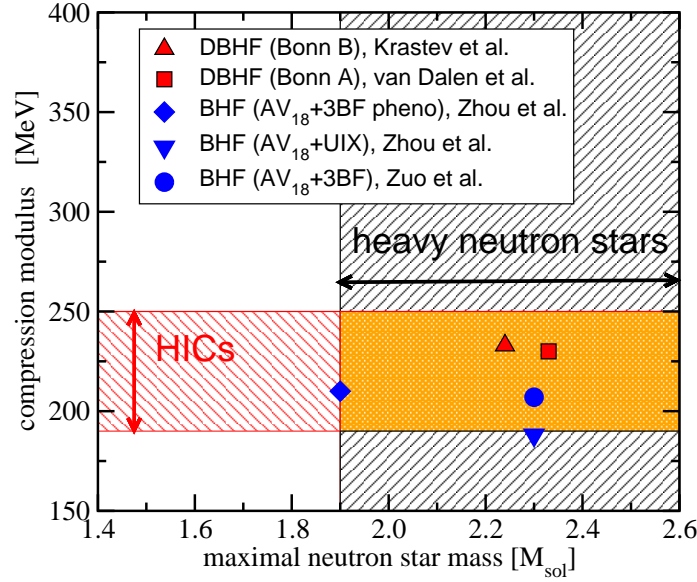 400
350
300
250
200
150
compression modulus [MeV]
DBHF (Bonn B), Krastev et al.
DBHF (Bonn A), van Dalen et al.
BHF (AV18+3BF pheno), Zhou et al.
BHF (AV18+UIX), Zhou et al.
BHF (AV18+3BF), Zuo et al.
heavy neutron stars
HICs
1.4 1.6 1.8 2.0 2.2 2.4 2.6
maximal neutron star mass [Msol]